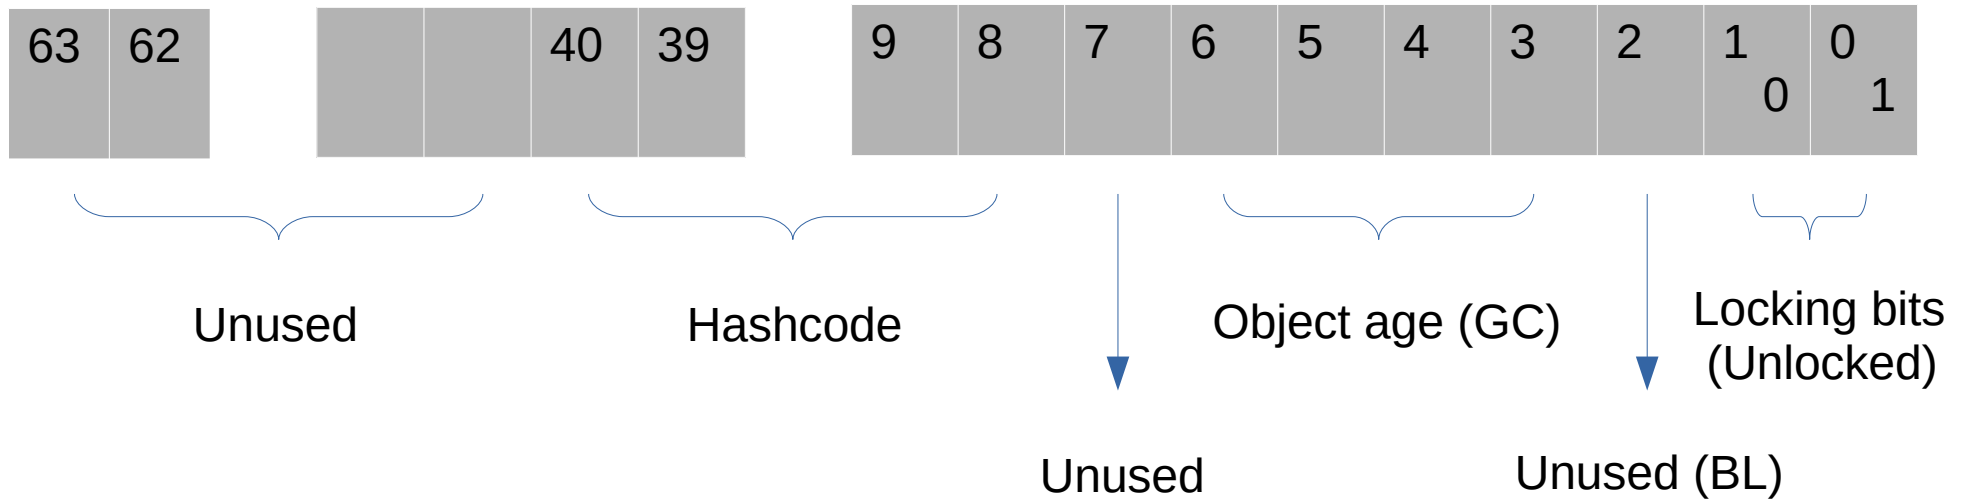 63 62 40 39 9 8 7 6 5 4 3 2 1 0
0 1
Unused
Hashcode
Object age (GC)
Locking bits
(Unlocked)
Unused
Unused (BL)